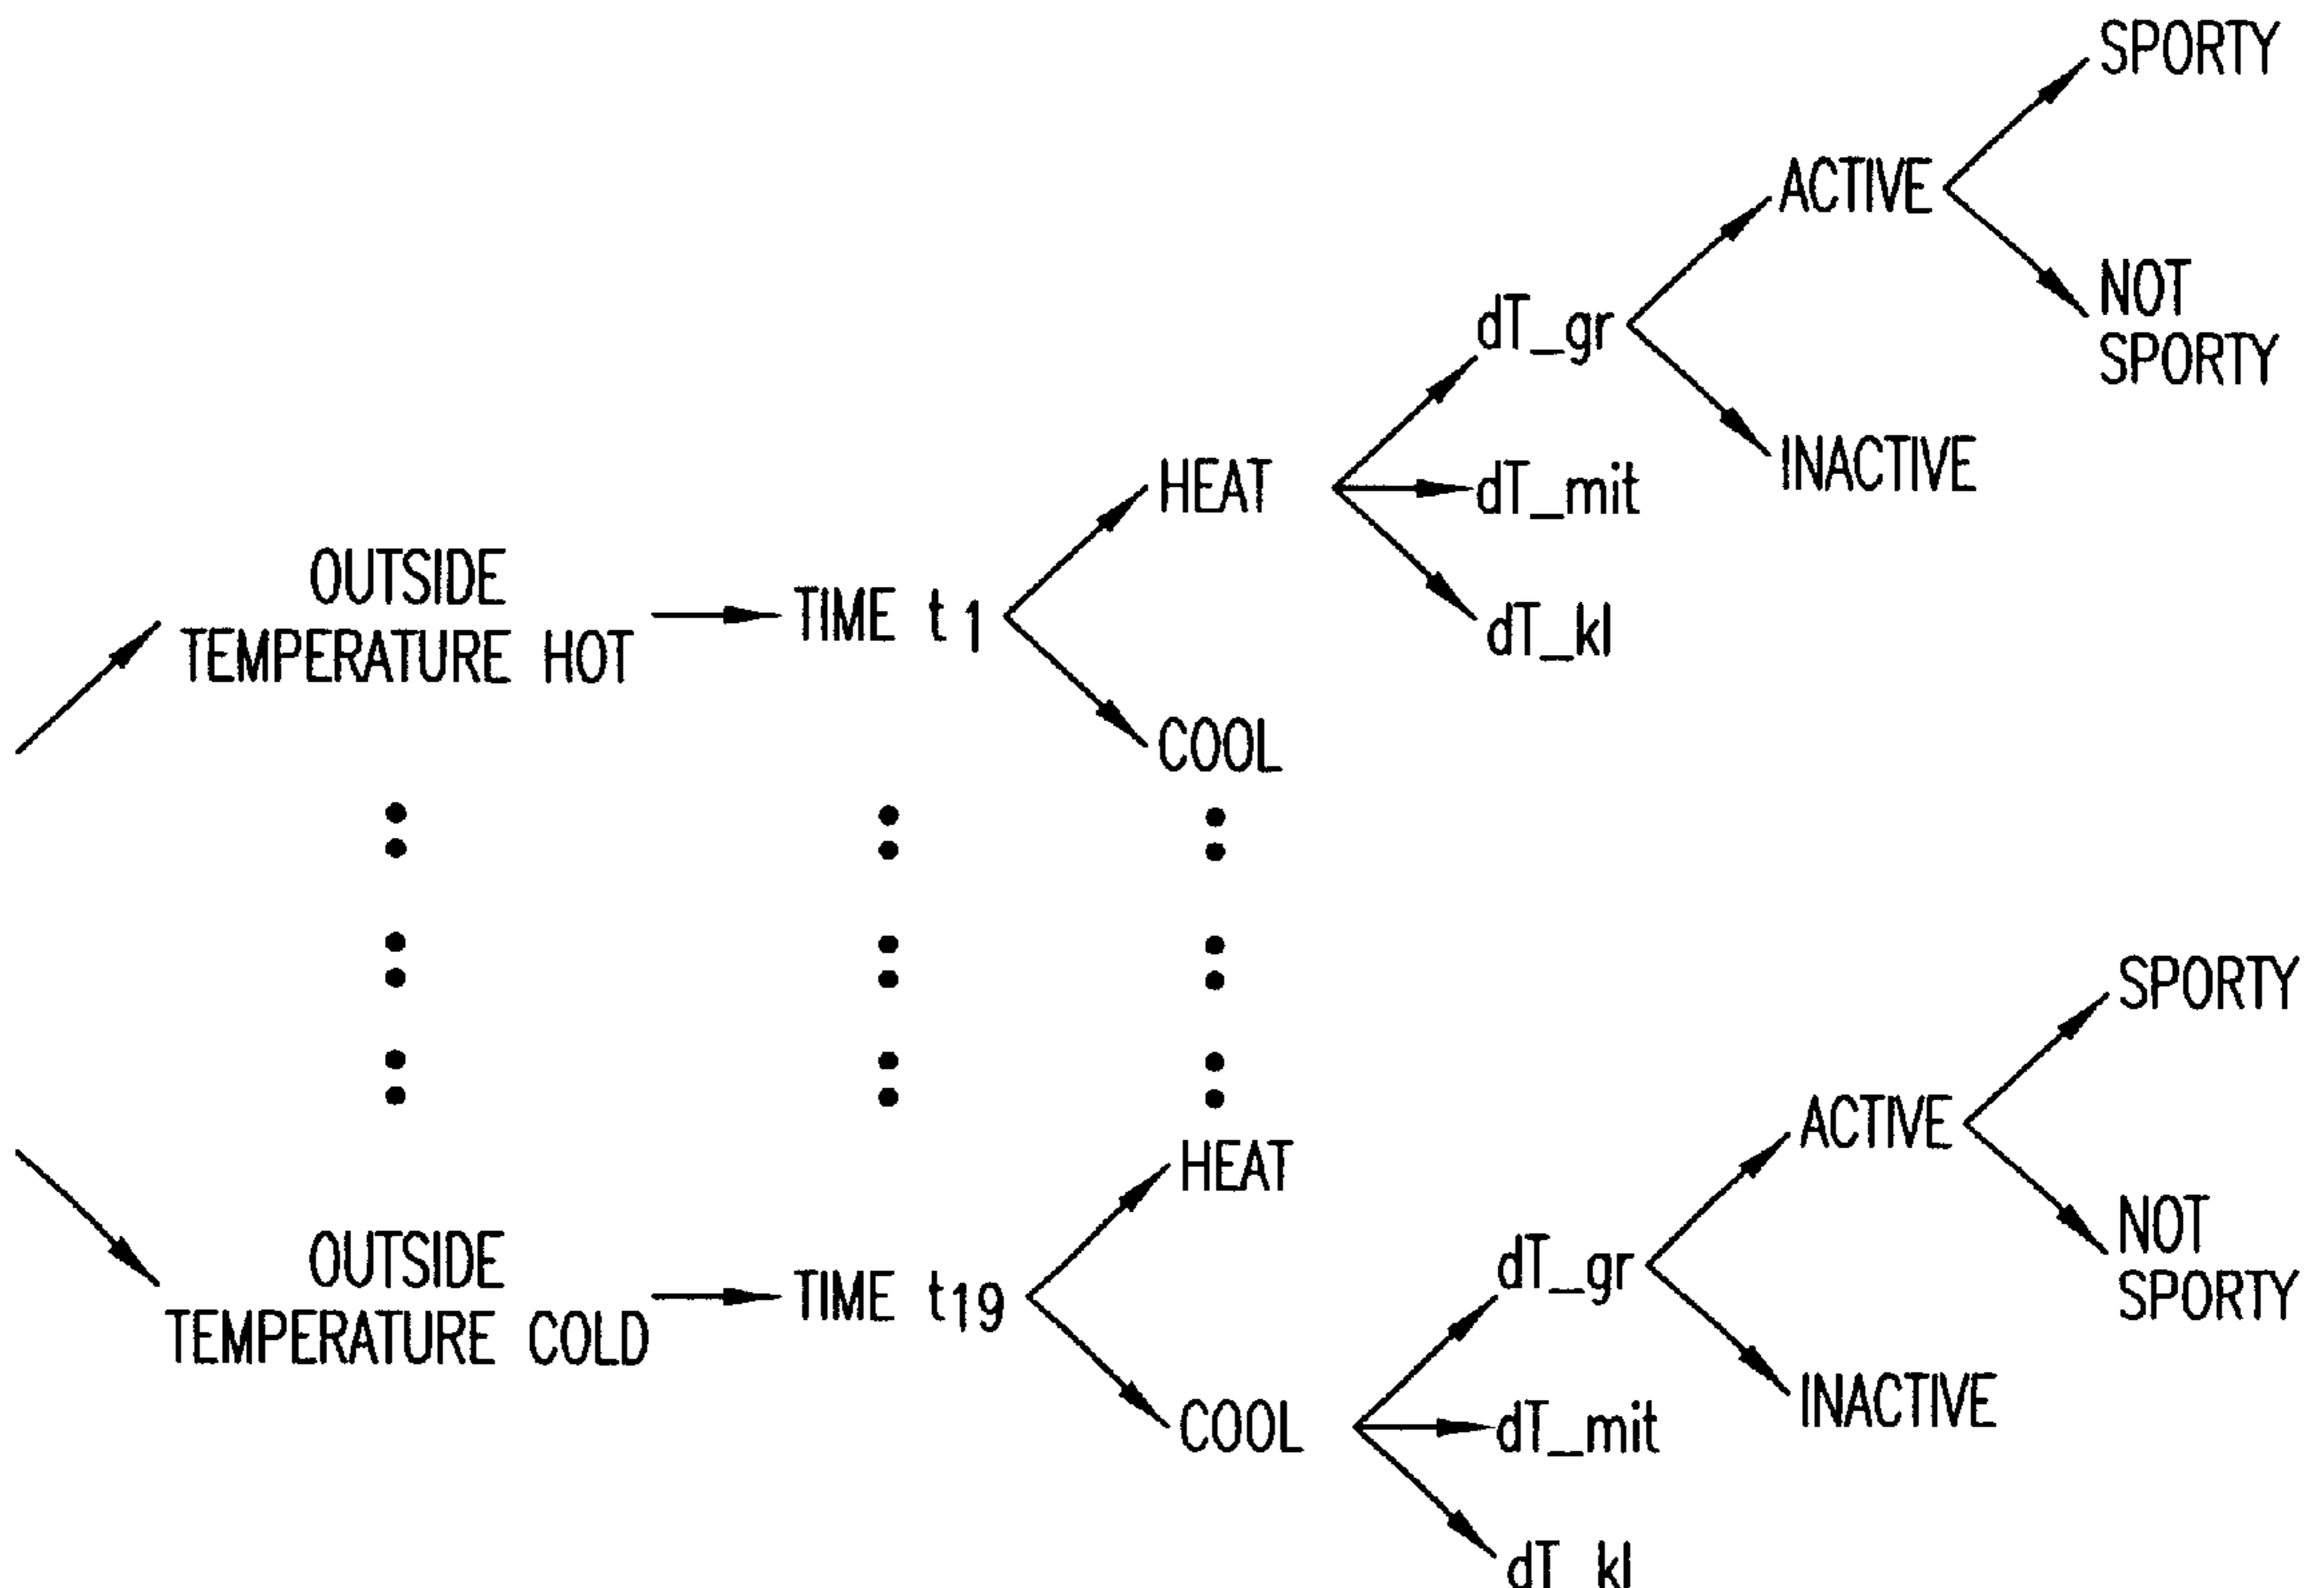 SPORTY
ACTIVE
NOT
SPORTY
dT_gr
INACTIVE
HEAT
dT_mit
OUTSIDE
TEMPERATURE HOT
TIME t1
dT_kl
COOL
SPORTY
ACTIVE
HEAT
NOT
SPORTY
OUTSIDE
TEMPERATURE COLD
TIME t19
dT_gr
INACTIVE
COOL
dT_mit
dT_kl